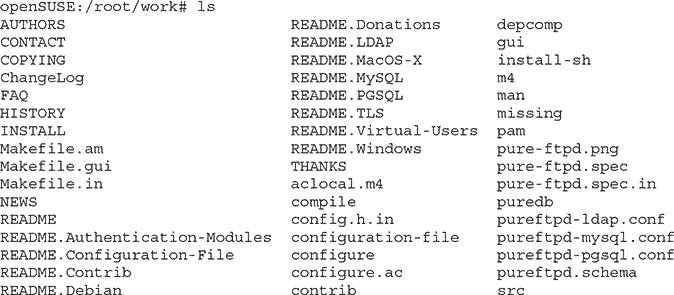 openSUSE:/root/work# ls
AUTHORS README.Donations depcomp
CONTACT README.LDAP gui
COPYING README.MacOS-X install-sh
ChangeLog README.MySQL m4
FAQ README.PGSQL man
HISTORY README.TLS missing
INSTALL README.Virtual-Users pam
Makefile.am README.Windows pure-ftpd.png
Makefile.gui THANKS pure-ftpd.spec
Makefile.in aclocal.m4 pure-ftpd.spec.in
NEWS compile puredb
README config.h.in pureftpd-ldap.conf
README.Authentication-Modules configuration-file pureftpd-mysql.conf
README.Configuration-File configure pureftpd-pgsql.conf
README.Contrib configure.ac pureftpd.schema
README.Debian contrib src